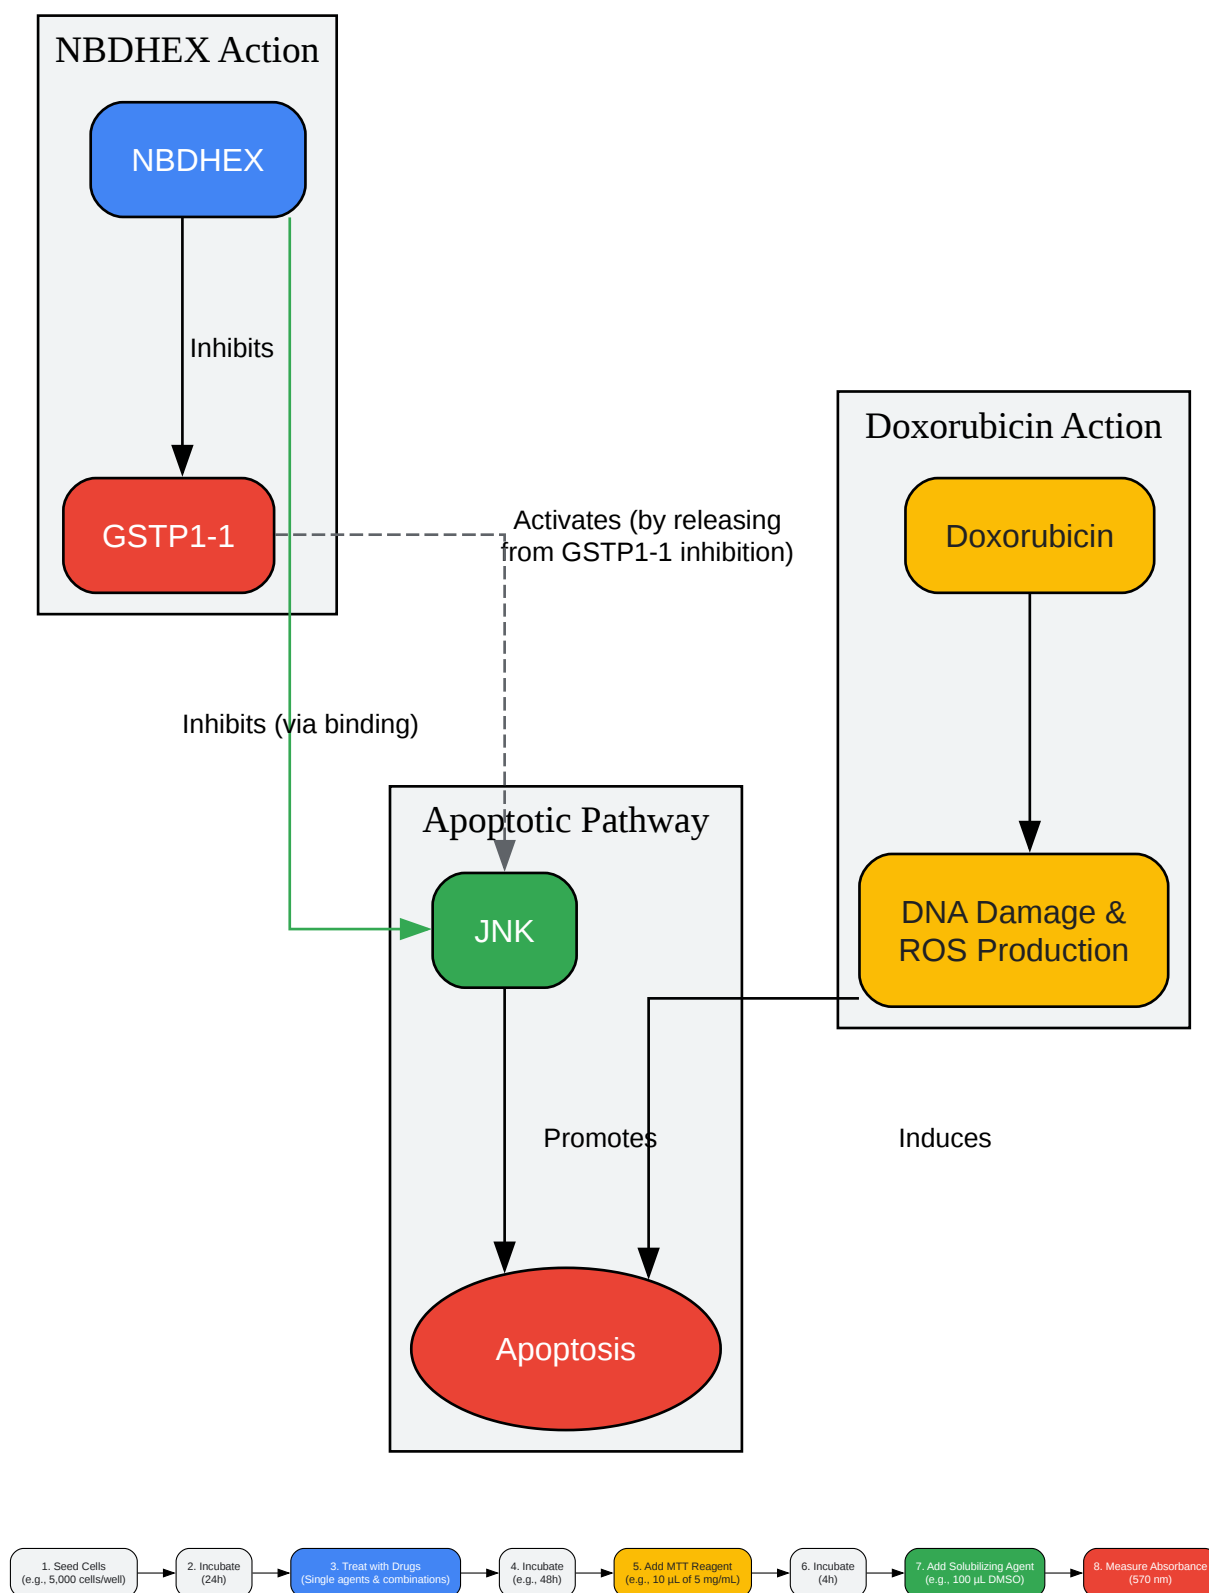 NBDHEX Action
NBDHEX
Inhibits
Doxorubicin Action
GSTP1-1
Activates (by releasing
from GSTP1-1 inhibition)
Doxorubicin
Inhibits (via binding)
Apoptotic Pathway
JNK
DNA Damage &
ROS Production
Promotes
Induces
Apoptosis
1. Seed Cells
(e.g., 5,000 cells/well)
2. Incubate
(24h)
3. Treat with Drugs
(Single agents & combinations)
4. Incubate
(e.g., 48h)
5. Add MTT Reagent
(e.g., 10 µL of 5 mg/mL)
6. Incubate
(4h)
7. Add Solubilizing Agent
(e.g., 100 µL DMSO)
8. Measure Absorbance
(570 nm)